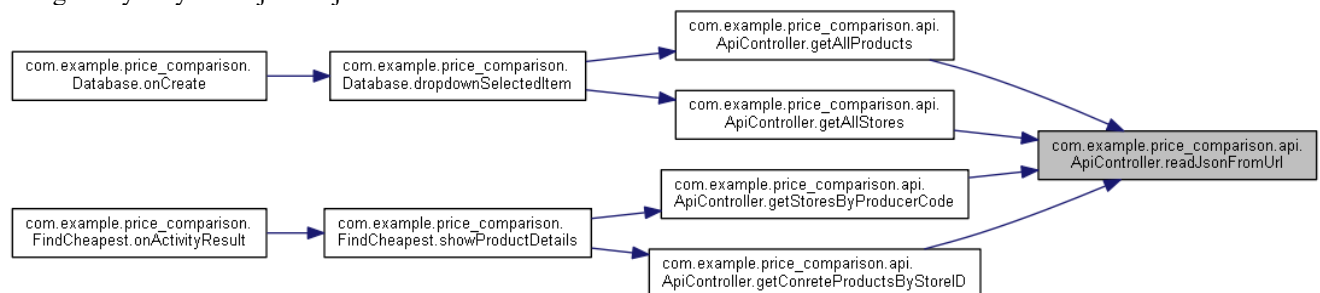 com.example.price_comparison.api.
ApiController.getAllProducts
com.example.price_comparison.
Database.onCreate
com.example.price_comparison.
Database.dropdownSelectedItem
com.example.price_comparison.api.
ApiController.getAllStores
com.example.price_comparison.api.
ApiController.readJsonFromUrl
com.example.price_comparison.api.
ApiController.getStoresByProducerCode
com.example.price_comparison.
FindCheapest.onActivityResult
com.example.price_comparison.
FindCheapest.showProductDetails
com.example.price_comparison.api.
ApiController.getConreteProductsByStoreID